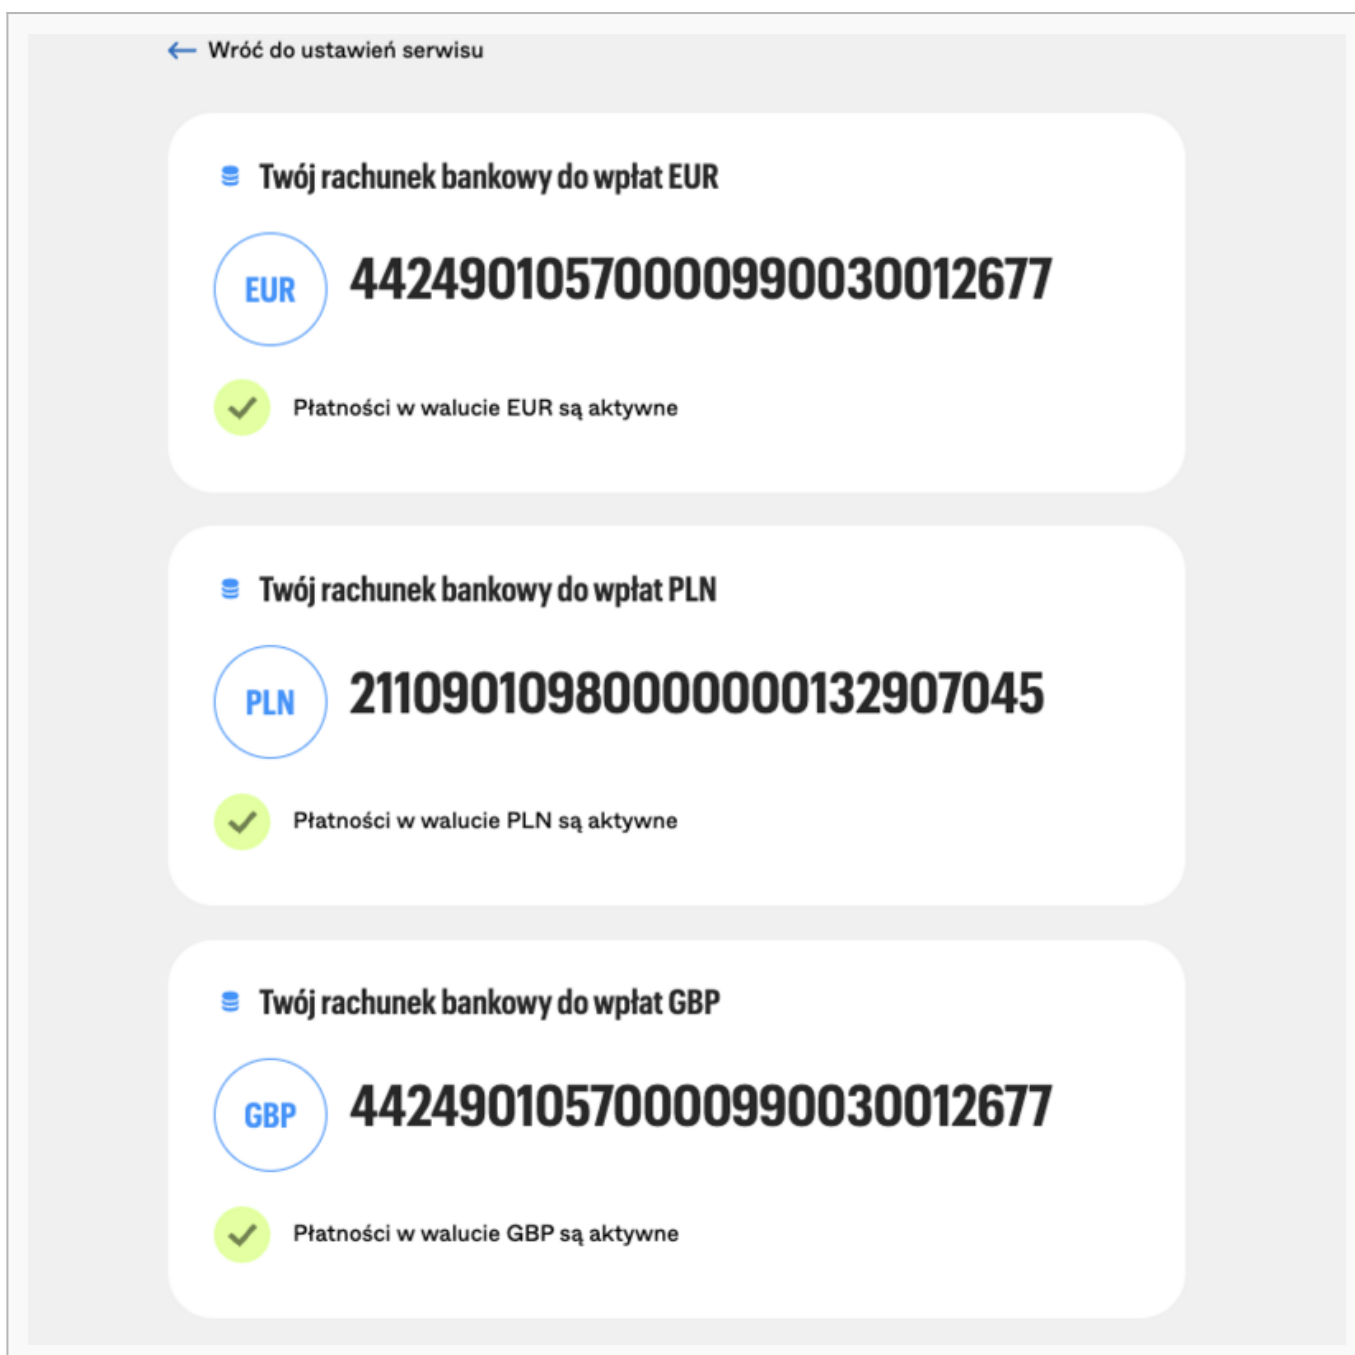 ← Wróć do ustawień serwisu
Twój rachunek bankowy do wpłat EUR
EUR 44249010570000990030012677
Płatności w walucie EUR są aktywne
Twój rachunek bankowy do wpłat PLN
PLN 21109010980000000132907045
Płatności w walucie PLN są aktywne
Twój rachunek bankowy do wpłat GBP
GBP 44249010570000990030012677
Płatności w walucie GBP są aktywne